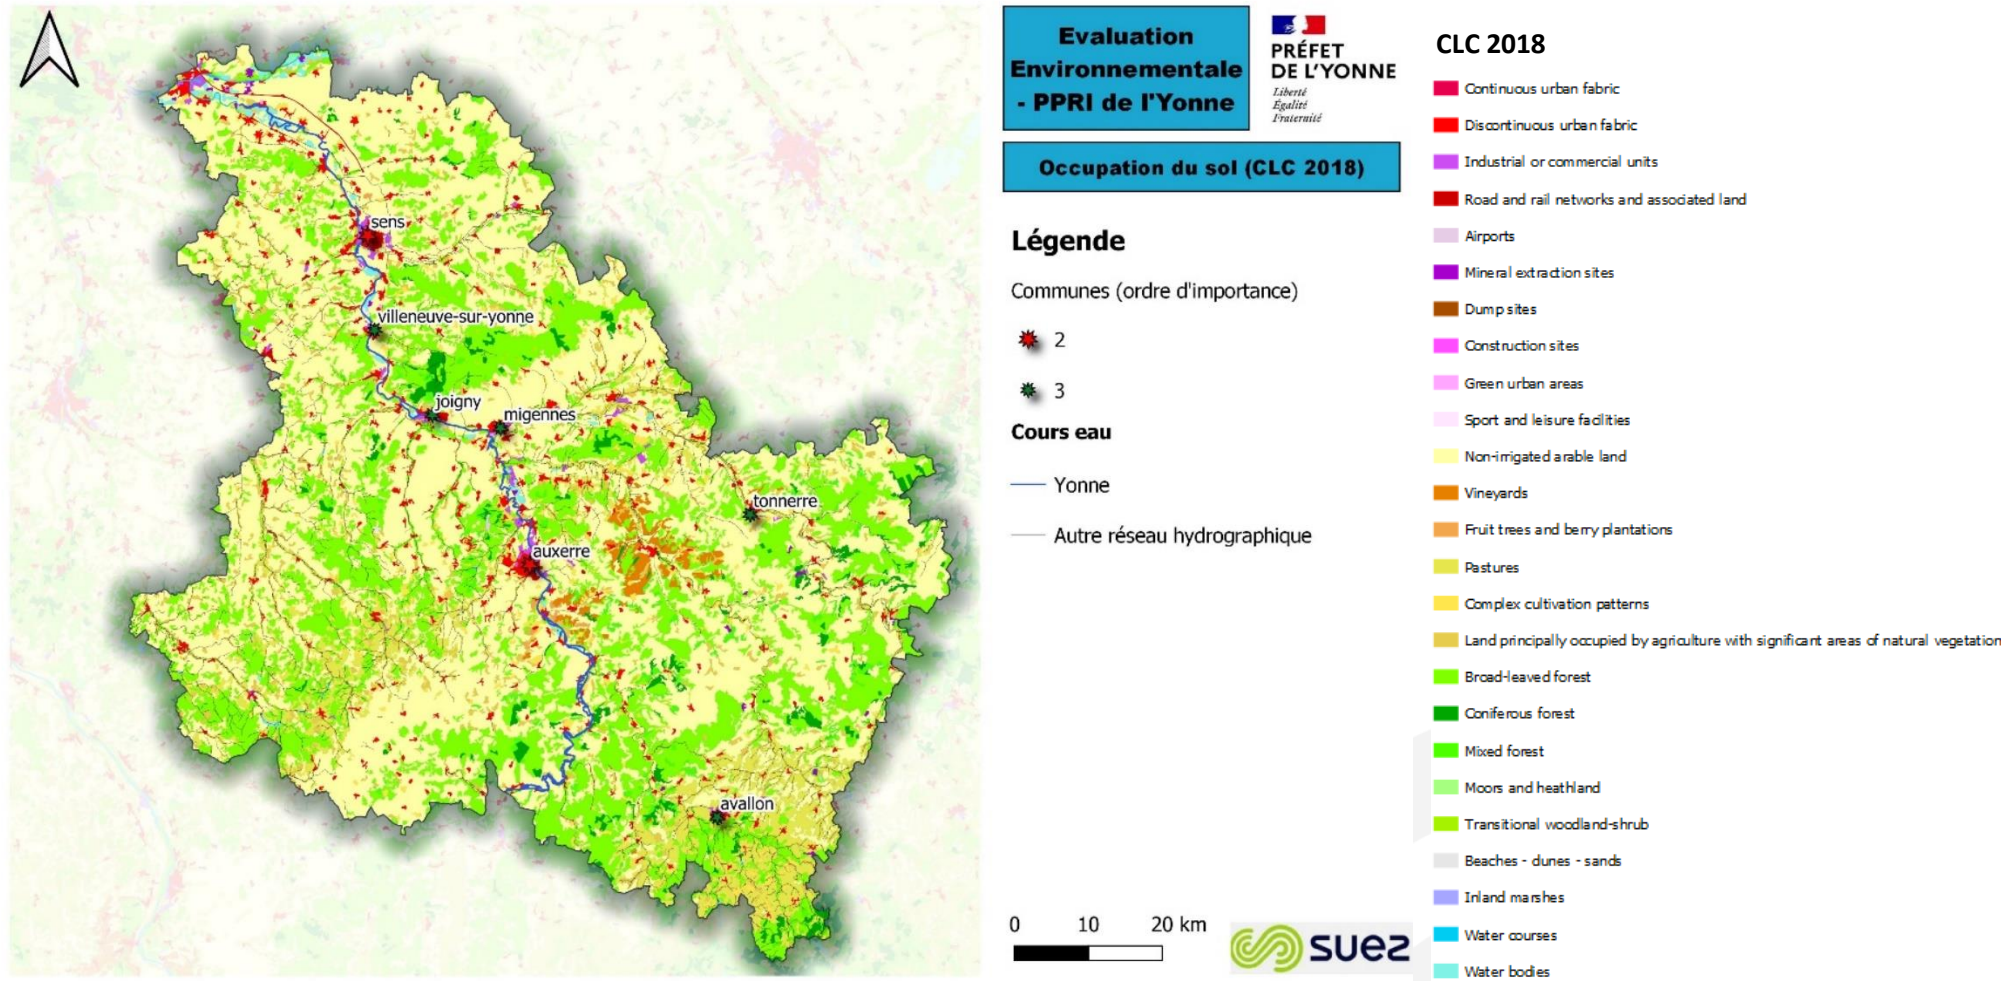 sens
villeneuve-sur-yonne
joigny
migennes
tonnerre
auxerre
avallon
Evaluation
Environnementale
- PPRI de l'Yonne
PRÉFET
DE L'YONNE
Liberté
Égalité
Fraternité
Occupation du sol (CLC 2018)
Légende
Communes (ordre d'importance)
2
3
Cours eau
Yonne
Autre réseau hydrographique
0 10 20 km
suez
CLC 2018
Continuous urban fabric
Discontinuous urban fabric
Industrial or commercial units
Road and rail networks and associated land
Airports
Mineral extraction sites
Dump sites
Construction sites
Green urban areas
Sport and leisure facilities
Non-irrigated arable land
Vineyards
Fruit trees and berry plantations
Pastures
Complex cultivation patterns
Land principally occupied by agriculture with significant areas of natural vegetation
Broad-leaved forest
Coniferous forest
Mixed forest
Moors and heathland
Transitional woodland-shrub
Beaches - dunes - sands
Inland marshes
Water courses
Water bodies